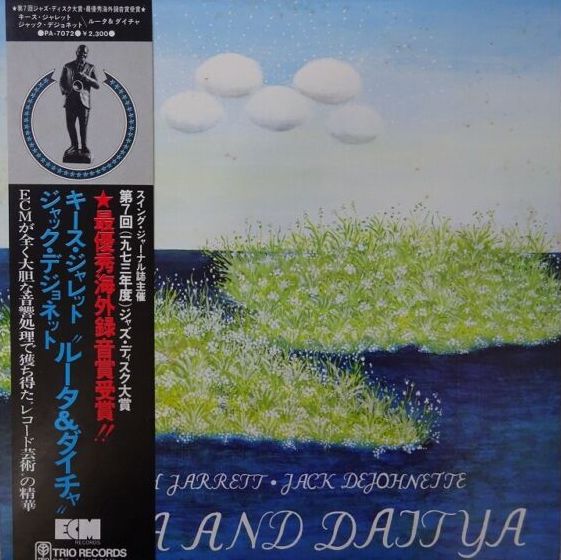 ★第7回ジャズ・ディスク大賞・最優秀海外録音賞受賞★
キース・ジャレット
ジャック・デジョネット/ルータ&ダイチャ
●PA-7072●¥2,300●
スイング・ジャーナル誌主催
第7回(一九七三年度)ジャズ・ディスク大賞
★最優秀海外録音賞受賞!!
キース・ジャレット
ジャック・デジョネット
"ルータ&ダイチャ"
ECMが全く大胆な音響処理で獲ち得た"レコード芸術"の精華
ECM
RECORDS
TRIO RECORDS
H JARRETT・JACK DEJOHNETTE
A AND DAITYA